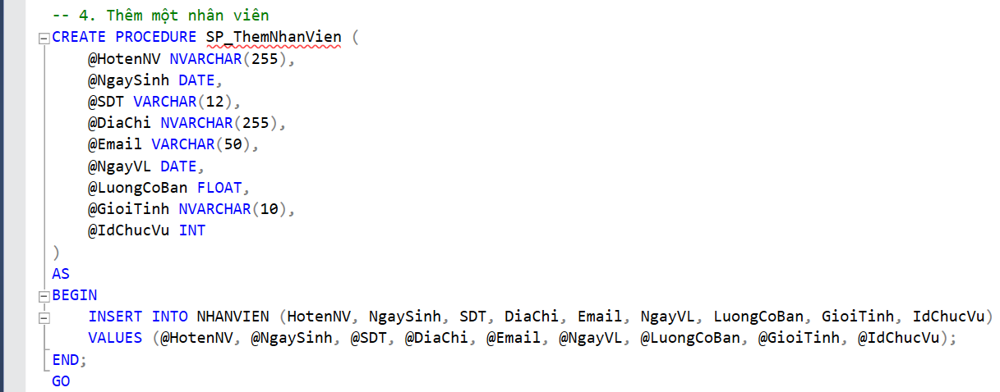 -- 4. Thêm một nhân viên
CREATE PROCEDURE SP_ThemNhanVien (
@HotenNV NVARCHAR(255),
@NgaySinh DATE,
@SDT VARCHAR(12),
@DiaChi NVARCHAR(255),
@Email VARCHAR(50),
@NgayVL DATE,
@LuongCoBan FLOAT,
@GioiTinh NVARCHAR(10),
@IdChucVu INT
)
AS
BEGIN
INSERT INTO NHANVIEN (HotenNV, NgaySinh, SDT, DiaChi, Email, NgayVL, LuongCoBan, GioiTinh, IdChucVu)
VALUES (@HotenNV, @NgaySinh, @SDT, @DiaChi, @Email, @NgayVL, @LuongCoBan, @GioiTinh, @IdChucVu);
END;
GO